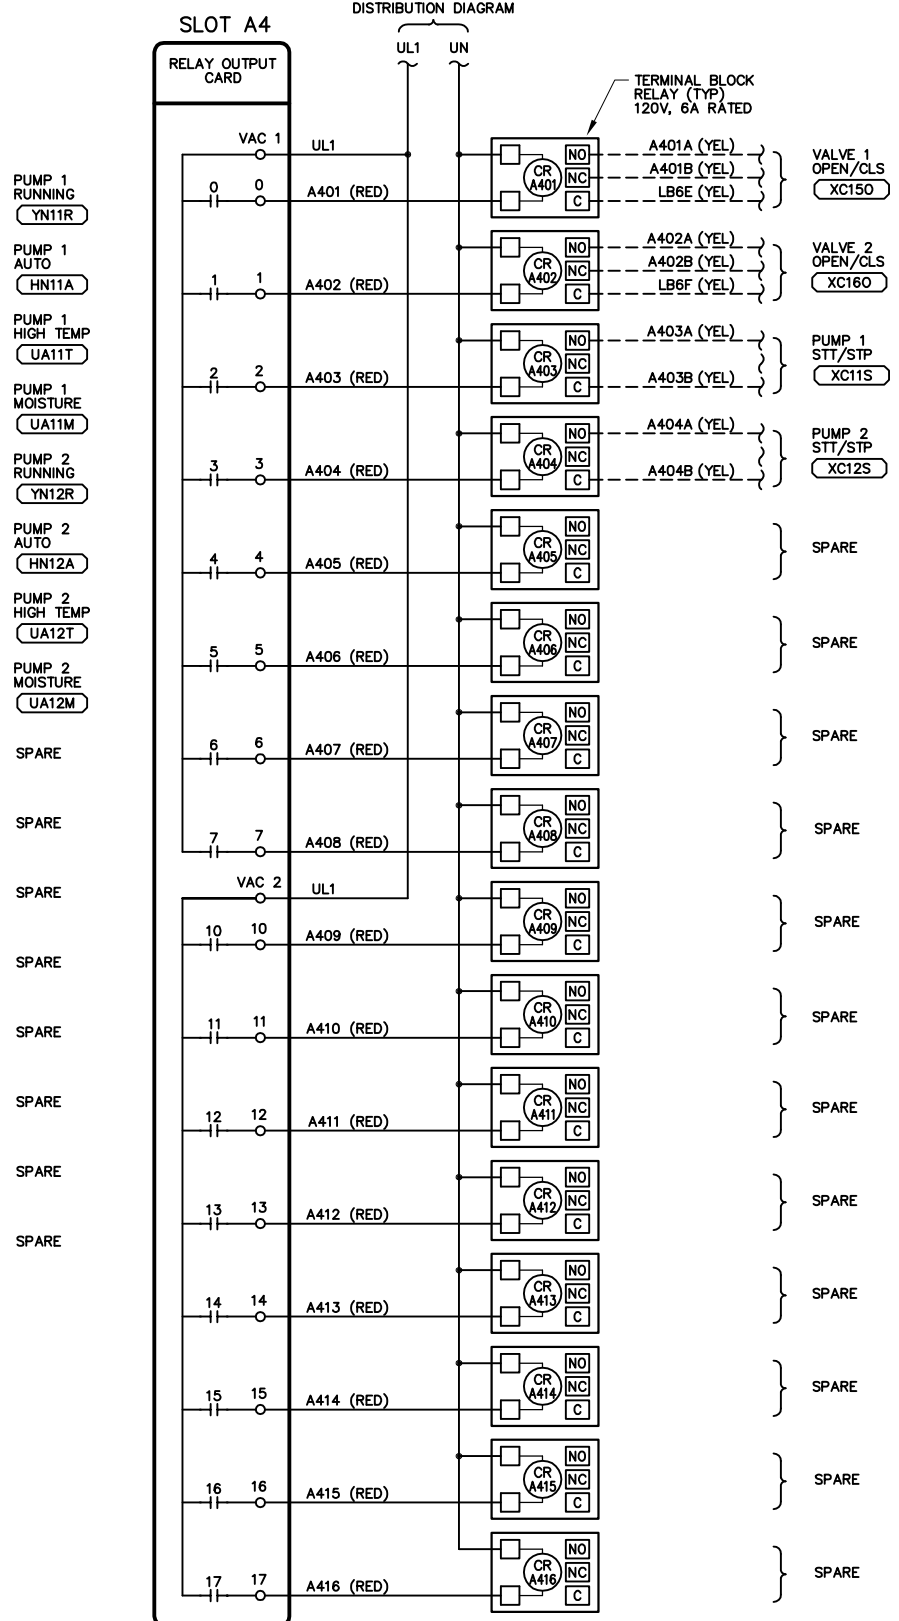 DISTRIBUTION DIAGRAM
SLOT A4
UL1
UN
RELAY OUTPUT
CARD
TERMINAL BLOCK
RELAY (TYP)
120V, 6A RATED
PUMP 1
RUNNING
YN11R
PUMP 1
AUTO
HN11A
PUMP 1
HIGH TEMP
UA11T
PUMP 1
MOISTURE
UA11M
PUMP 2
RUNNING
YN12R
PUMP 2
AUTO
HN12A
PUMP 2
HIGH TEMP
UA12T
PUMP 2
MOISTURE
UA12M
SPARE
SPARE
SPARE
SPARE
SPARE
SPARE
SPARE
SPARE
VAC 1
UL1
0 0 A401 (RED)
CR
A401
NO
NC
C
A401A (YEL)
A401B (YEL)
LB6E (YEL)
VALVE 1
OPEN/CLS
XC150
1 1 A402 (RED)
CR
A402
NO
NC
C
A402A (YEL)
A402B (YEL)
LB6F (YEL)
VALVE 2
OPEN/CLS
XC160
2 2 A403 (RED)
CR
A403
NO
NC
C
A403A (YEL)
A403B (YEL)
PUMP 1
STT/STP
XC11S
3 3 A404 (RED)
CR
A404
NO
NC
C
A404A (YEL)
A404B (YEL)
PUMP 2
STT/STP
XC12S
4 4 A405 (RED)
CR
A405
NO
NC
C
SPARE
5 5 A406 (RED)
CR
A406
NO
NC
C
SPARE
6 6 A407 (RED)
CR
A407
NO
NC
C
SPARE
7 7 A408 (RED)
CR
A408
NO
NC
C
SPARE
VAC 2
UL1
10 10 A409 (RED)
CR
A409
NO
NC
C
SPARE
11 11 A410 (RED)
CR
A410
NO
NC
C
SPARE
12 12 A411 (RED)
CR
A411
NO
NC
C
SPARE
13 13 A412 (RED)
CR
A412
NO
NC
C
SPARE
14 14 A413 (RED)
CR
A413
NO
NC
C
SPARE
15 15 A414 (RED)
CR
A414
NO
NC
C
SPARE
16 16 A415 (RED)
CR
A415
NO
NC
C
SPARE
17 17 A416 (RED)
CR
A416
NO
NC
C
SPARE